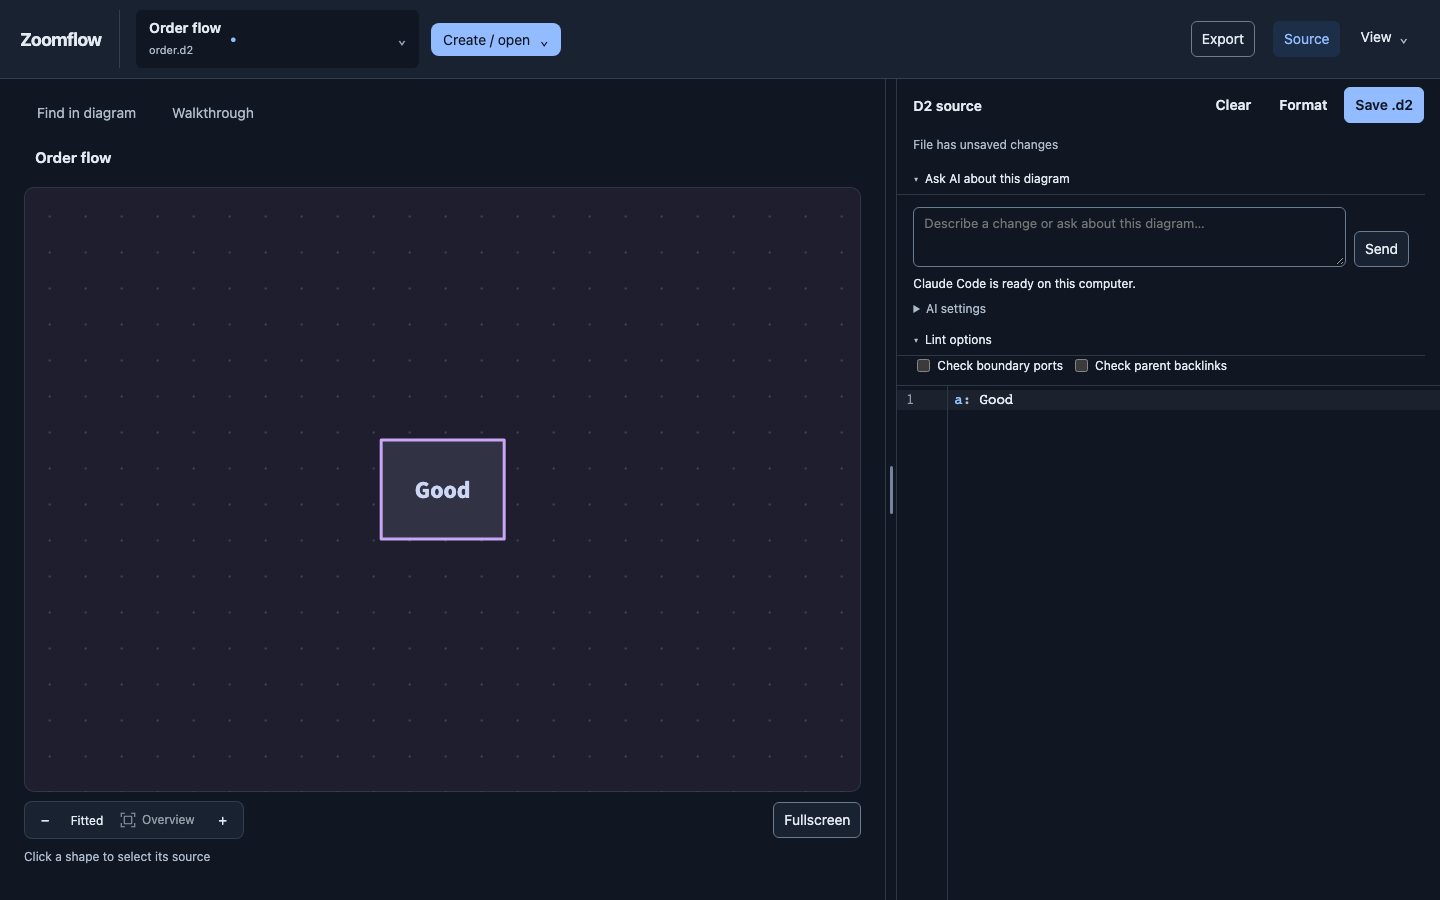 Zoomflow
Order flow
order.d2
Create / open
Export
Source
View
Find in diagram
Walkthrough
Order flow
Good
−
Fitted
Overview
+
Fullscreen
Click a shape to select its source
D2 source
Clear
Format
Save .d2
File has unsaved changes
Ask AI about this diagram
Describe a change or ask about this diagram...
Send
Claude Code is ready on this computer.
AI settings
Lint options
Check boundary ports
Check parent backlinks
1
a: Good